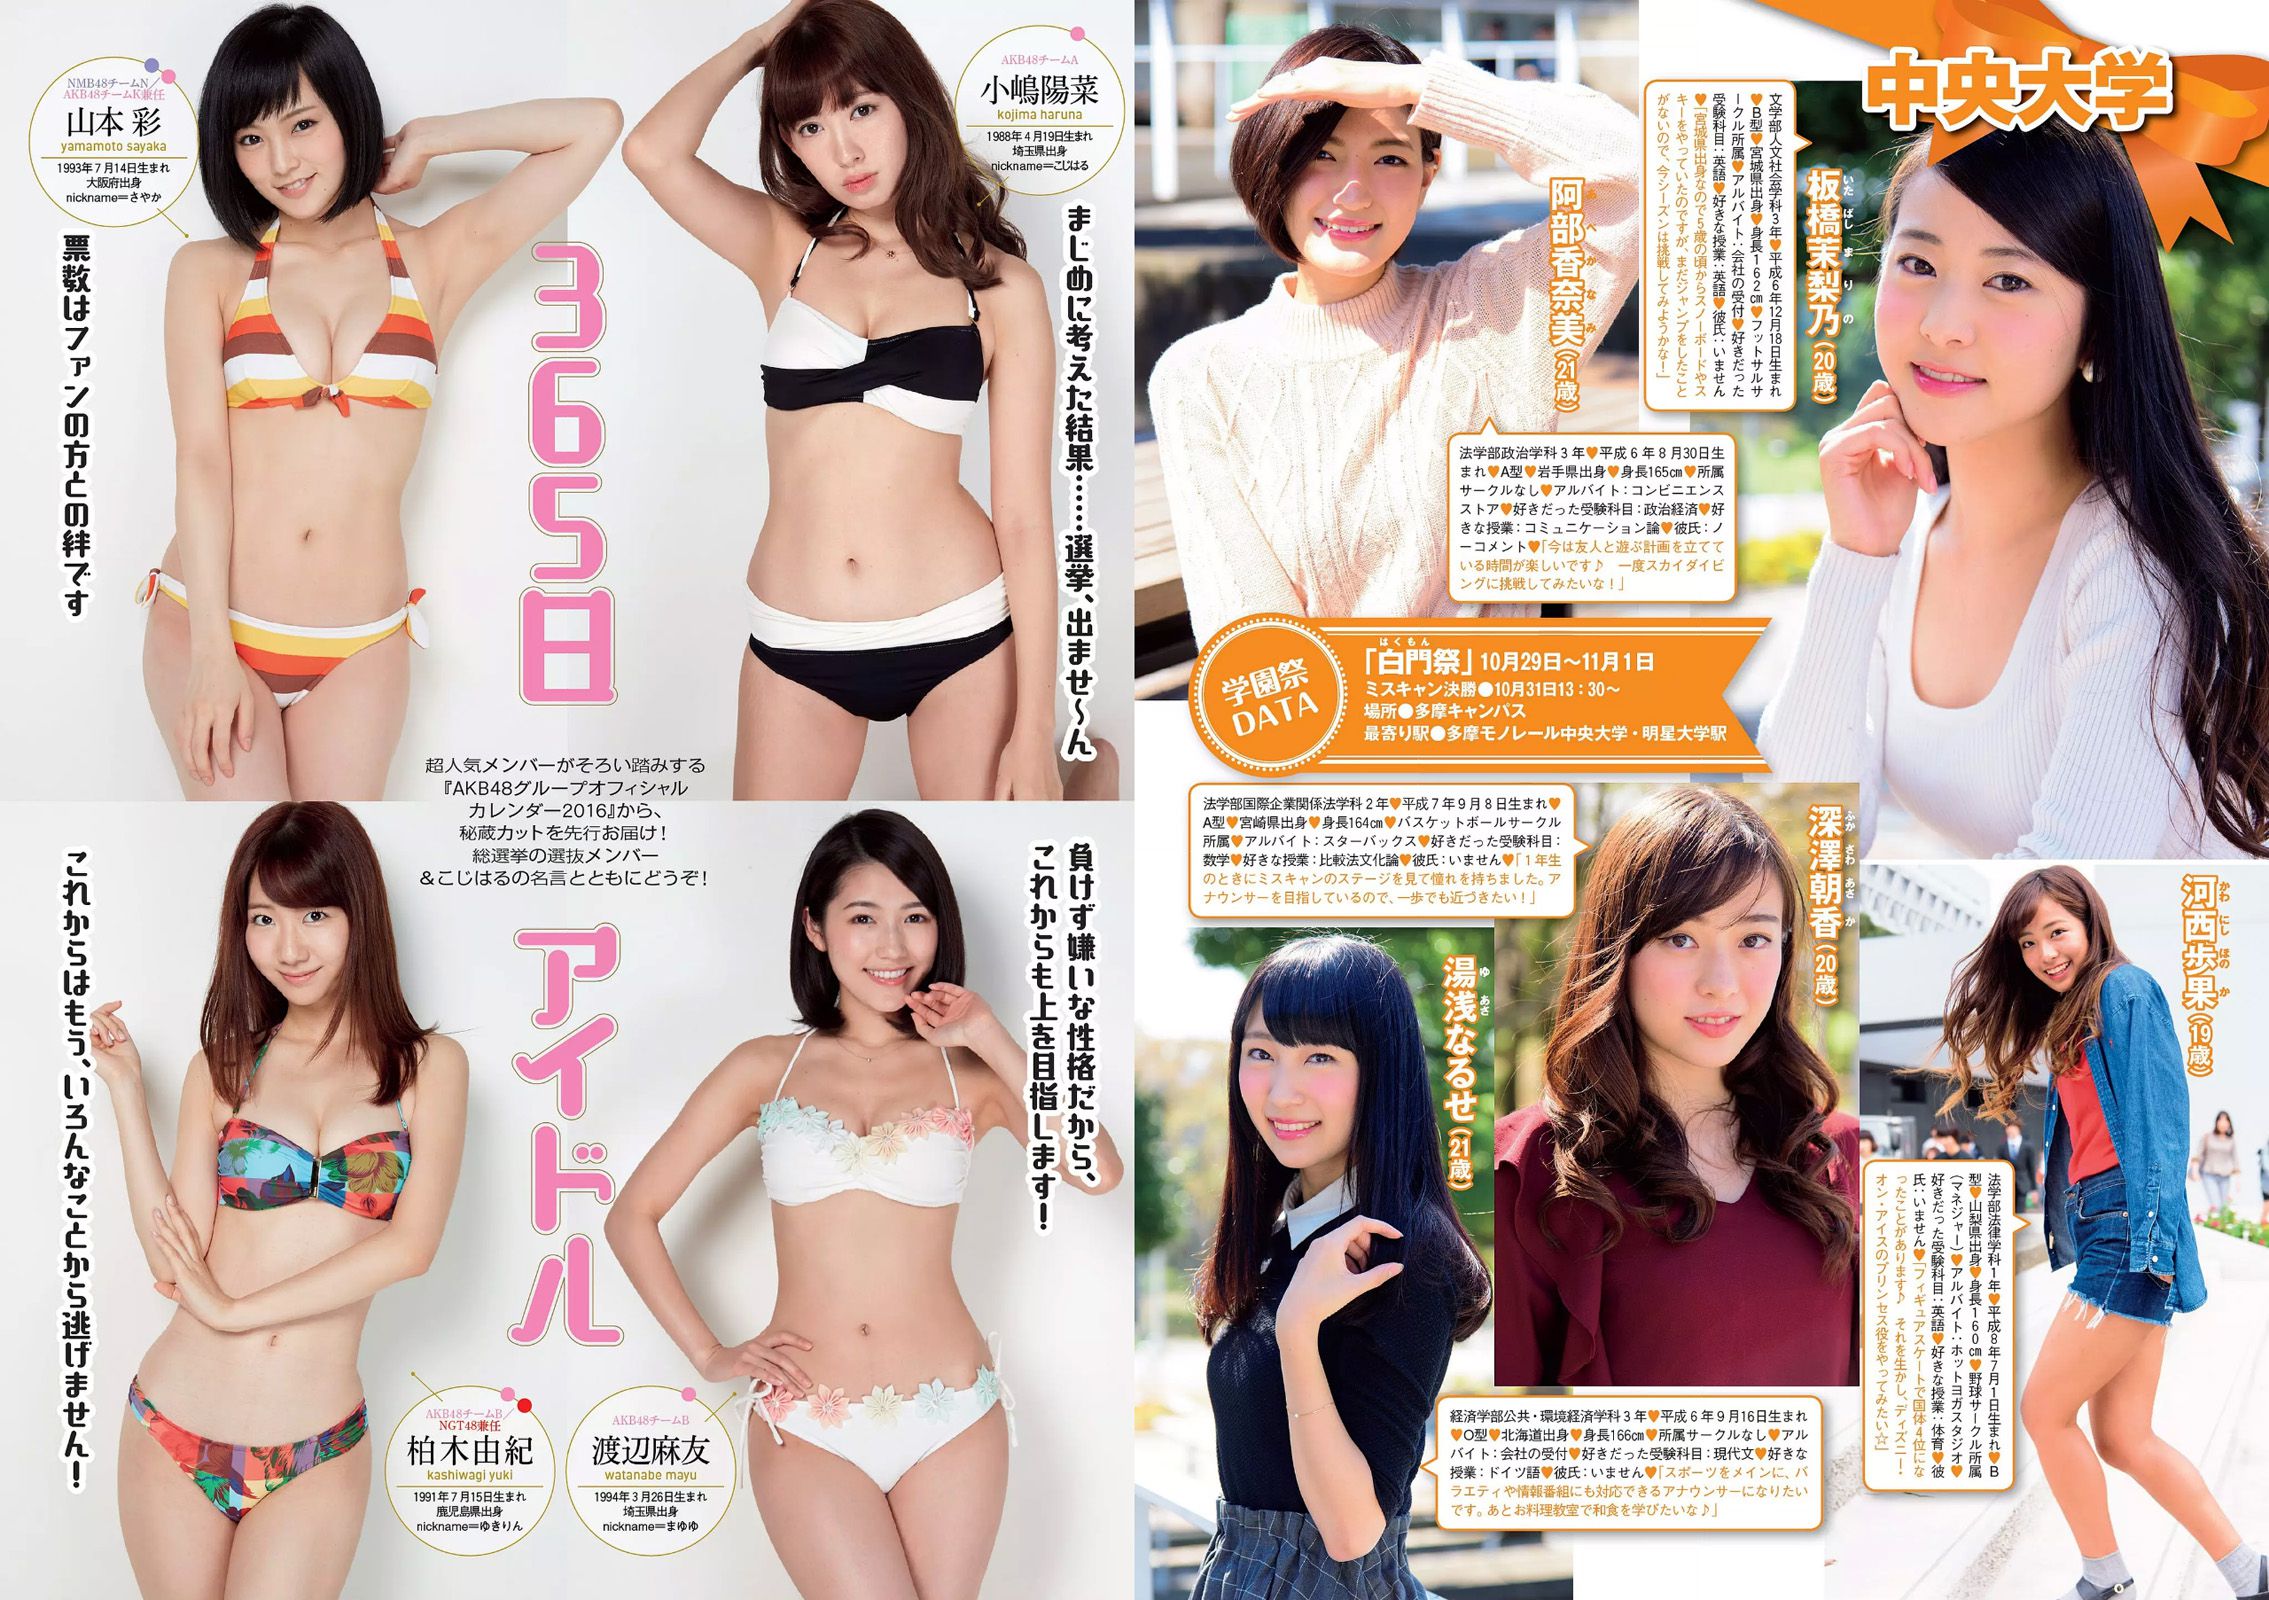 NMB48チームN／
AKB48チームK兼任
山本 彩
yamamoto sayaka
1993年7月14日生まれ
大阪府出身
nickname＝さやか
票数はファンの方との絆です
AKB48チームA
小嶋陽菜
kojima haruna
1988年4月19日生まれ
埼玉県出身
nickname＝こじはる
まじめに考えた結果……選挙、出ませ〜ん
365日
アイドル
超人気メンバーがそろい踏みする
『AKB48グループオフィシャル
カレンダー2016』から、
秘蔵カットを先行お届け！
総選挙の選抜メンバー
＆こじはるの名言とともにどうぞ！
これからはもう、いろんなことから逃げません！
AKB48チームB／
NGT48兼任
柏木由紀
kashiwagi yuki
1991年7月15日生まれ
鹿児島県出身
nickname＝ゆきりん
負けず嫌いな性格だから、
これからも上を目指します！
AKB48チームB
渡辺麻友
watanabe mayu
1994年3月26日生まれ
埼玉県出身
nickname＝まゆゆ
中央大学
板橋茉梨乃（20歳）
いたばしまりの
文学部人文社会学科3年♥平成6年12月18日生まれ
♥B型♥宮城県出身♥身長162㎝♥フットサルサ
ークル所属♥アルバイト：会社の受付♥好きだった
受験科目：英語♥好きな授業：英語♥彼氏：いません
♥「宮城県出身なので5歳の頃からスノーボードやス
キーをやっていたのですが、まだジャンプをしたこと
がないので、今シーズンは挑戦してみようかな！」
阿部香奈美（21歳）
あべかなみ
法学部政治学科3年♥平成6年8月30日生
まれ♥A型♥岩手県出身♥身長165㎝♥所属
サークルなし♥アルバイト：コンビニエンス
ストア♥好きだった受験科目：政治経済♥好
きな授業：コミュニケーション論♥彼氏：ノ
ーコメント♥「今は友人と遊ぶ計画を立てて
いる時間が楽しいです♪　一度スカイダイビ
ングに挑戦してみたいな！」
学園祭
DATA
はくもん
「白門祭」10月29日〜11月1日
ミスキャン決勝●10月31日13：30〜
場所●多摩キャンパス
最寄り駅●多摩モノレール中央大学・明星大学駅
法学部国際企業関係法学科2年♥平成7年9月8日生まれ♥
A型♥宮崎県出身♥身長164㎝♥バスケットボールサークル
所属♥アルバイト：スターバックス♥好きだった受験科目：
数学♥好きな授業：比較法文化論♥彼氏：いません♥「1年生
のときにミスキャンのステージを見て憧れを持ちました。ア
ナウンサーを目指しているので、一歩でも近づきたい！」
深澤朝香（20歳）
ふかさわあさか
河西歩果（19歳）
かわにしほのか
法学部法律学科1年♥平成8年7月1日生まれ♥B
型♥山梨県出身♥身長160㎝♥野球サークル所属
（マネジャー）♥アルバイト：ホットヨガスタジオ♥
好きだった受験科目：英語♥好きな授業：体育♥彼
氏：いません♥「フィギュアスケートで国体4位にな
ったことがあります♪　それを生かし、ディズニー・
オン・アイスのプリンセス役をやってみたい☆」
湯浅なるせ（21歳）
ゆあさ
経済学部公共・環境経済学科3年♥平成6年9月16日生まれ
♥O型♥北海道出身♥身長166㎝♥所属サークルなし♥アル
バイト：会社の受付♥好きだった受験科目：現代文♥好きな
授業：ドイツ語♥彼氏：いません♥「スポーツをメインに、バ
ラエティや情報番組にも対応できるアナウンサーになりたい
です。あとお料理教室で和食を学びたいな♪」